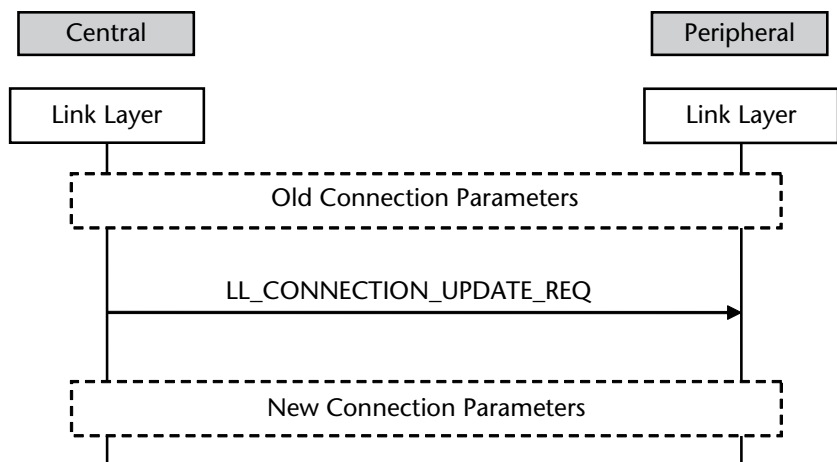 Central
Peripheral
Link Layer
Link Layer
Old Connection Parameters
LL_CONNECTION_UPDATE_REQ
New Connection Parameters